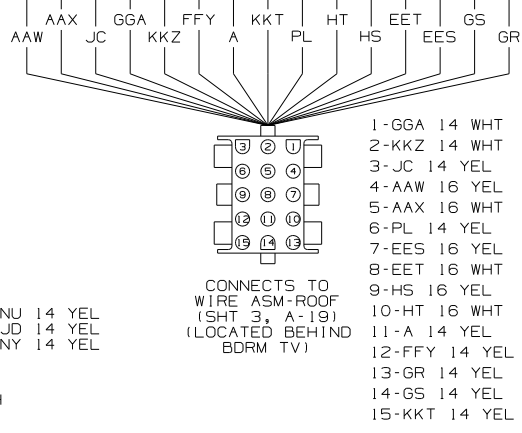 AAX GGA FFY KKT HT EET GS
AAW JC KKZ A PL HS EES GR
3 2 1
6 5 4
9 8 7
12 11 10
15 14 13
1-GGA 14 WHT
2-KKZ 14 WHT
3-JC 14 YEL
4-AAW 16 YEL
5-AAX 16 WHT
6-PL 14 YEL
7-EES 16 YEL
8-EET 16 WHT
9-HS 16 YEL
10-HT 16 WHT
11-A 14 YEL
12-FFY 14 YEL
13-GR 14 YEL
14-GS 14 YEL
15-KKT 14 YEL
CONNECTS TO
WIRE ASM-ROOF
(SHT 3, A-19)
(LOCATED BEHIND
BDRM TV)
NU 14 YEL
JD 14 YEL
NY 14 YEL